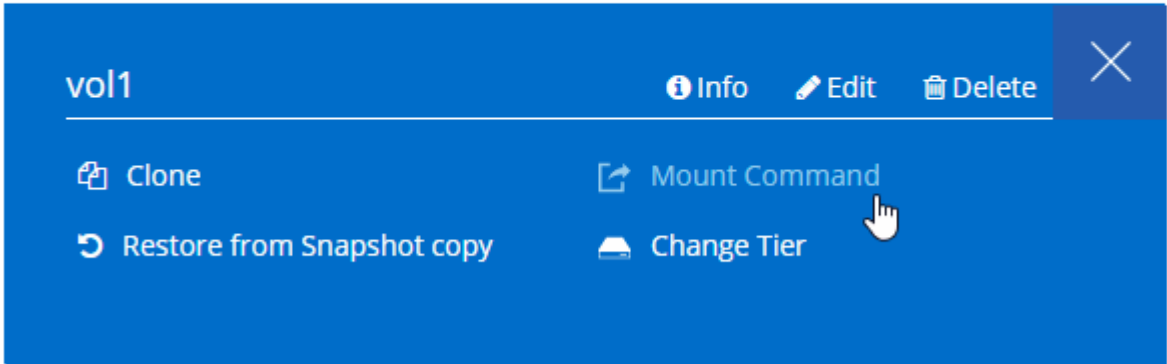 vol1 Info Edit Delete
Clone Mount Command
Restore from Snapshot copy Change Tier